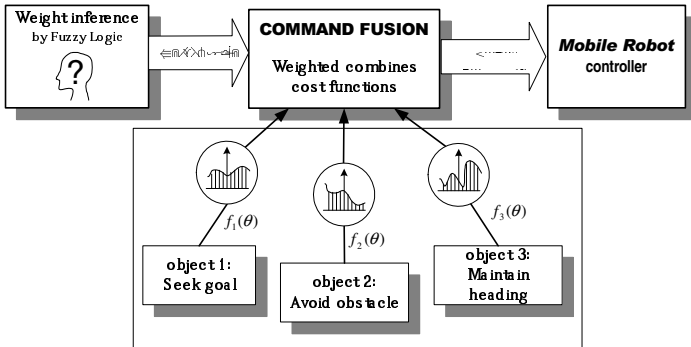 Weight inference
by Fuzzy Logic
?
COMMAND FUSION
Weighted combines
cost functions
Mobile Robot
controller
f₁(θ)
f₂(θ)
f₃(θ)
object 1:
Seek goal
object 2:
Avoid obstacle
object 3:
Maintain
heading